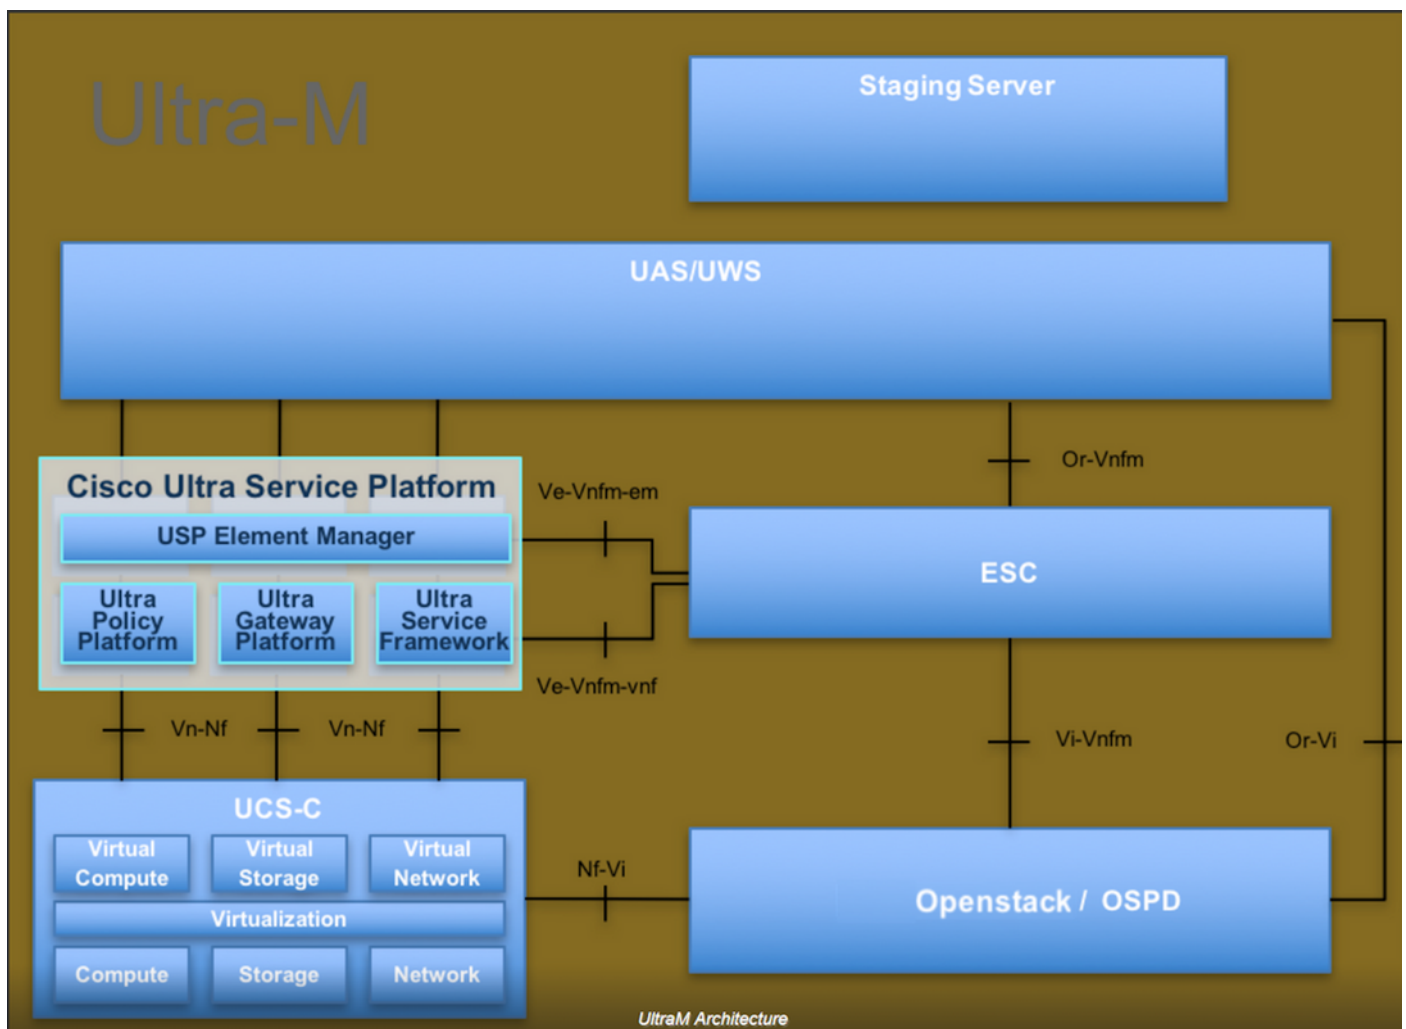 Ultra-M
Staging Server
UAS/UWS
Or-Vnfm
Cisco Ultra Service Platform
Ve-Vnfm-em
USP Element Manager
ESC
Ultra
Policy
Platform
Ultra
Gateway
Platform
Ultra
Service
Framework
Ve-Vnfm-vnf
Vn-Nf
Vn-Nf
Vi-Vnfm
Or-Vi
UCS-C
Virtual
Compute
Virtual
Storage
Virtual
Network
Nf-Vi
Openstack / OSPD
Virtualization
Compute
Storage
Network
UltraM Architecture